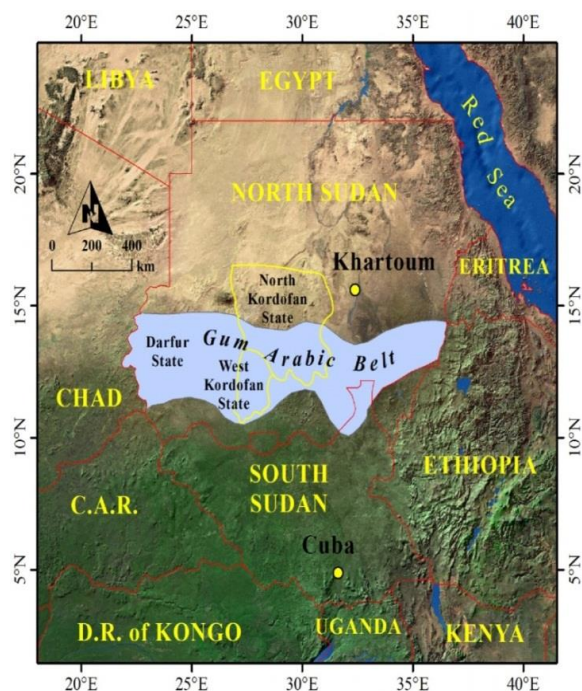 20°E 25°E 30°E 35°E 40°E
LIBYA
EGYPT
Red Sea
20°N 20°N
NORTH SUDAN
N
0 200 400
km
Khartoum
ERITREA
North
Kordofan
State
15°N 15°N
Darfur
State
Gum Arabic Belt
West
Kordofan
State
CHAD
10°N 10°N
ETHIOPIA
SOUTH
SUDAN
C.A.R.
Cuba
5°N 5°N
D.R. of KONGO
UGANDA
KENYA
20°E 25°E 30°E 35°E 40°E